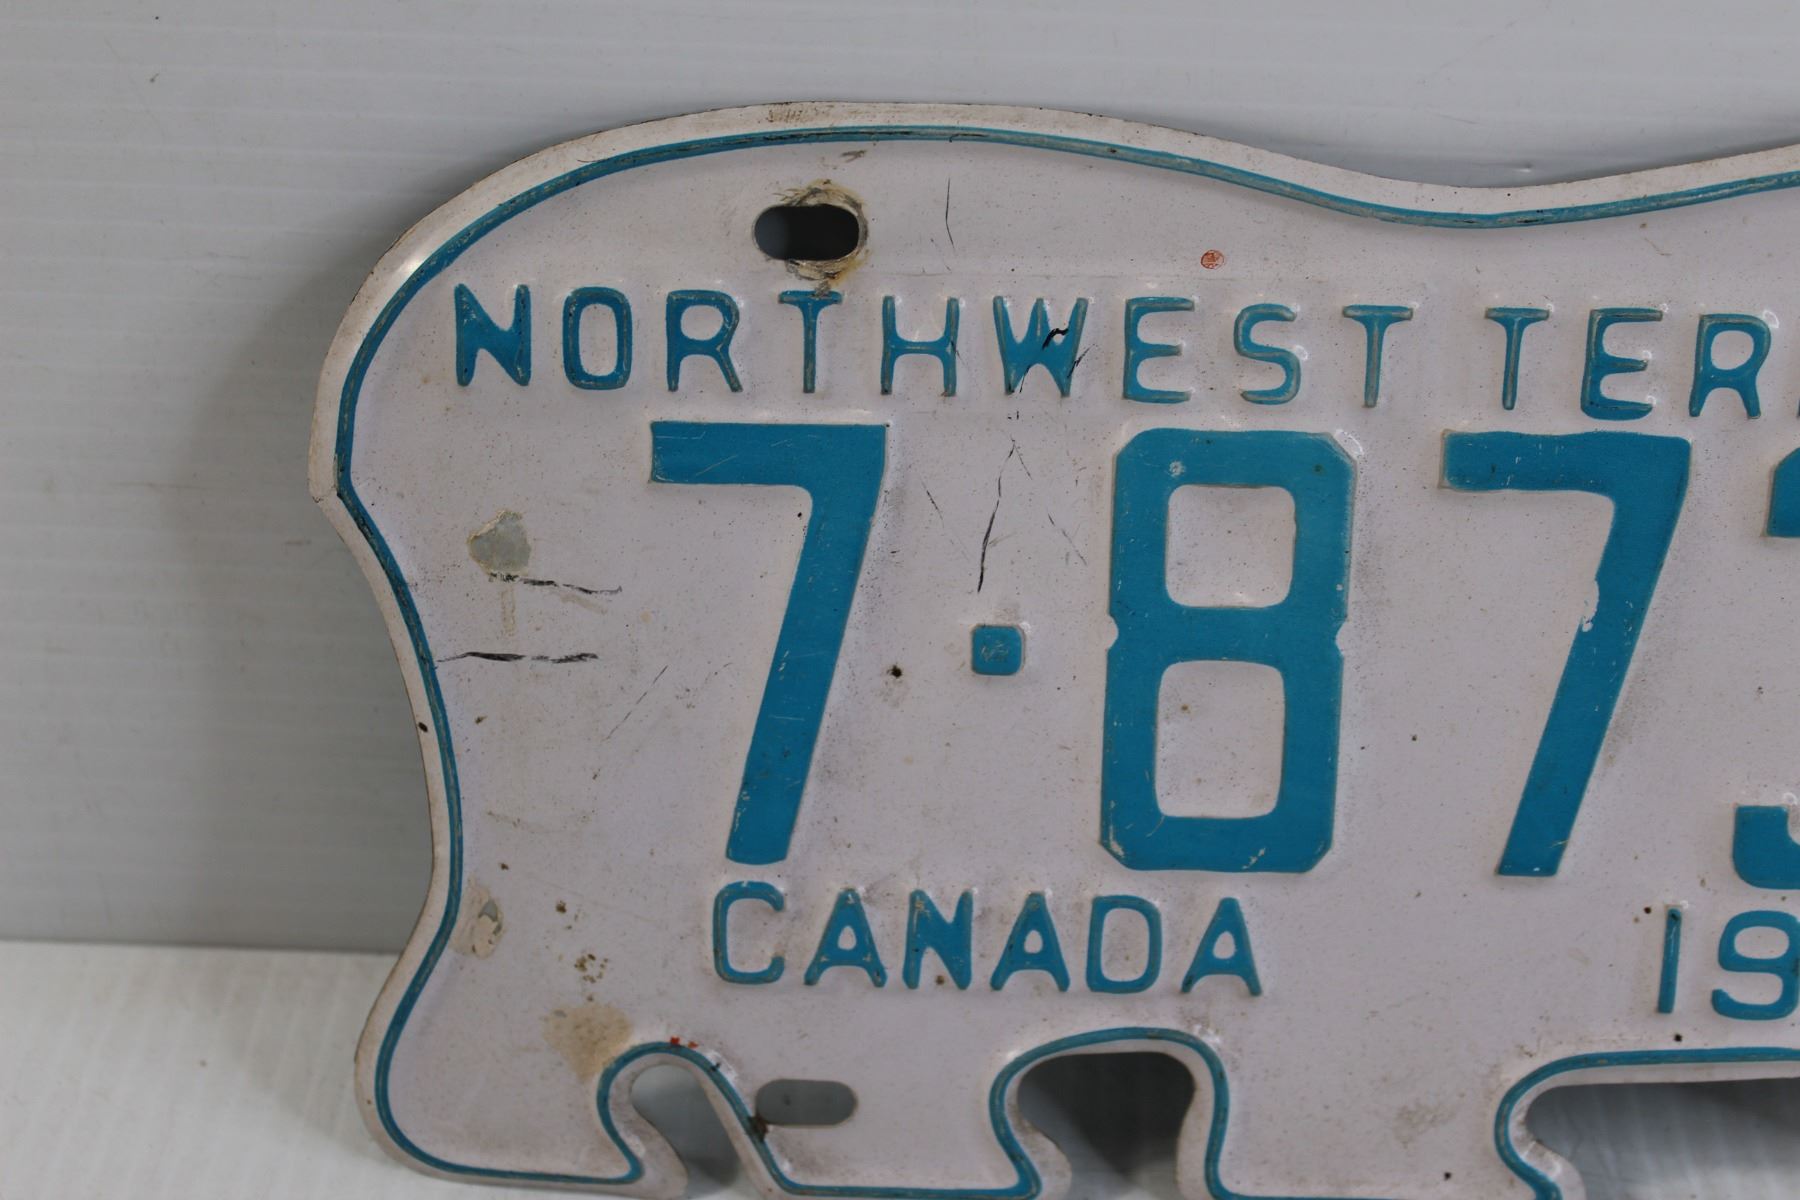 NORTHWEST TER
7·87
CANADA 19